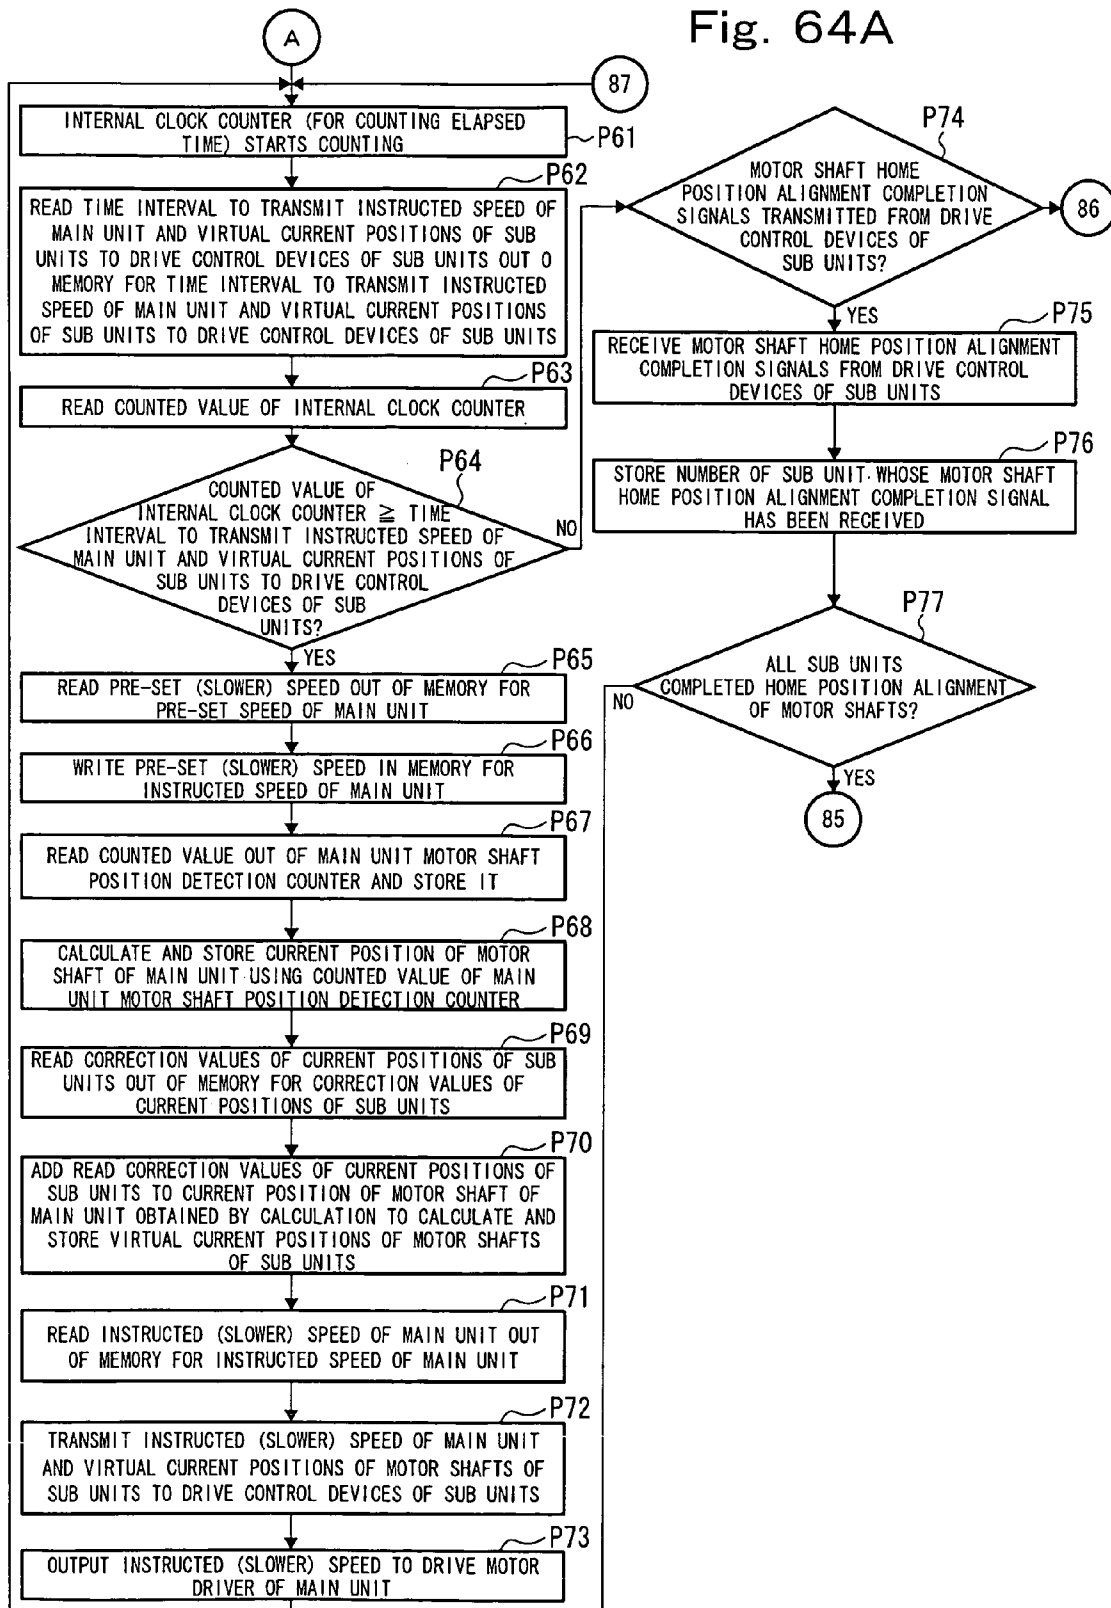 Fig. 64A
A
87
INTERNAL CLOCK COUNTER (FOR COUNTING ELAPSED
TIME) STARTS COUNTING
P61
P62
READ TIME INTERVAL TO TRANSMIT INSTRUCTED SPEED OF
MAIN UNIT AND VIRTUAL CURRENT POSITIONS OF SUB
UNITS TO DRIVE CONTROL DEVICES OF SUB UNITS OUT O
MEMORY FOR TIME INTERVAL TO TRANSMIT INSTRUCTED
SPEED OF MAIN UNIT AND VIRTUAL CURRENT POSITIONS
OF SUB UNITS TO DRIVE CONTROL DEVICES OF SUB UNITS
P63
READ COUNTED VALUE OF INTERNAL CLOCK COUNTER
P64
COUNTED VALUE OF
INTERNAL CLOCK COUNTER ≧ TIME
INTERVAL TO TRANSMIT INSTRUCTED SPEED OF
MAIN UNIT AND VIRTUAL CURRENT POSITIONS OF
SUB UNITS TO DRIVE CONTROL
DEVICES OF SUB
UNITS?
NO
YES
P65
READ PRE-SET (SLOWER) SPEED OUT OF MEMORY FOR
PRE-SET SPEED OF MAIN UNIT
P66
WRITE PRE-SET (SLOWER) SPEED IN MEMORY FOR
INSTRUCTED SPEED OF MAIN UNIT
P67
READ COUNTED VALUE OUT OF MAIN UNIT MOTOR SHAFT
POSITION DETECTION COUNTER AND STORE IT
P68
CALCULATE AND STORE CURRENT POSITION OF MOTOR
SHAFT OF MAIN UNIT USING COUNTED VALUE OF MAIN
UNIT MOTOR SHAFT POSITION DETECTION COUNTER
P69
READ CORRECTION VALUES OF CURRENT POSITIONS OF SUB
UNITS OUT OF MEMORY FOR CORRECTION VALUES OF
CURRENT POSITIONS OF SUB UNITS
P70
ADD READ CORRECTION VALUES OF CURRENT POSITIONS OF
SUB UNITS TO CURRENT POSITION OF MOTOR SHAFT OF
MAIN UNIT OBTAINED BY CALCULATION TO CALCULATE AND
STORE VIRTUAL CURRENT POSITIONS OF MOTOR SHAFTS
OF SUB UNITS
P71
READ INSTRUCTED (SLOWER) SPEED OF MAIN UNIT OUT
OF MEMORY FOR INSTRUCTED SPEED OF MAIN UNIT
P72
TRANSMIT INSTRUCTED (SLOWER) SPEED OF MAIN UNIT
AND VIRTUAL CURRENT POSITIONS OF MOTOR SHAFTS OF
SUB UNITS TO DRIVE CONTROL DEVICES OF SUB UNITS
P73
OUTPUT INSTRUCTED (SLOWER) SPEED TO DRIVE MOTOR
DRIVER OF MAIN UNIT
P74
MOTOR SHAFT HOME
POSITION ALIGNMENT COMPLETION
SIGNALS TRANSMITTED FROM DRIVE
CONTROL DEVICES OF
SUB UNITS?
86
YES
P75
RECEIVE MOTOR SHAFT HOME POSITION ALIGNMENT
COMPLETION SIGNALS FROM DRIVE CONTROL
DEVICES OF SUB UNITS
P76
STORE NUMBER OF SUB UNIT WHOSE MOTOR SHAFT
HOME POSITION ALIGNMENT COMPLETION SIGNAL
HAS BEEN RECEIVED
P77
ALL SUB UNITS
COMPLETED HOME POSITION ALIGNMENT
OF MOTOR SHAFTS?
NO
YES
85